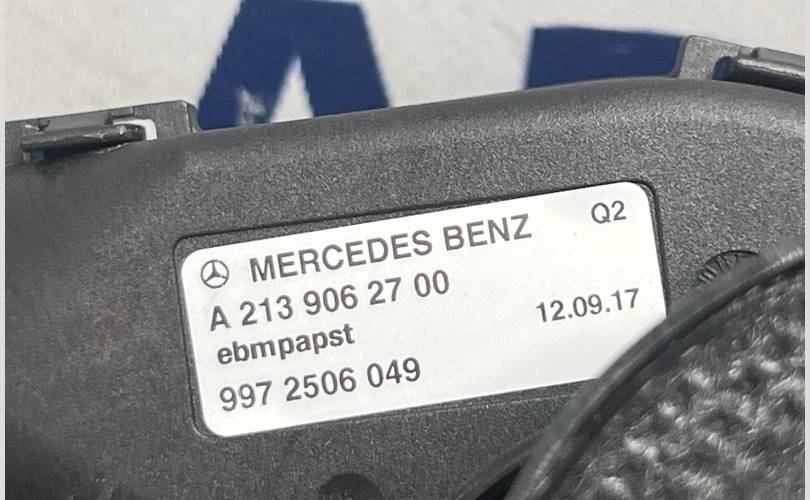 MERCEDES BENZ Q2
A 213 906 27 00
ebmpapst 12.09.17
997 2506 049